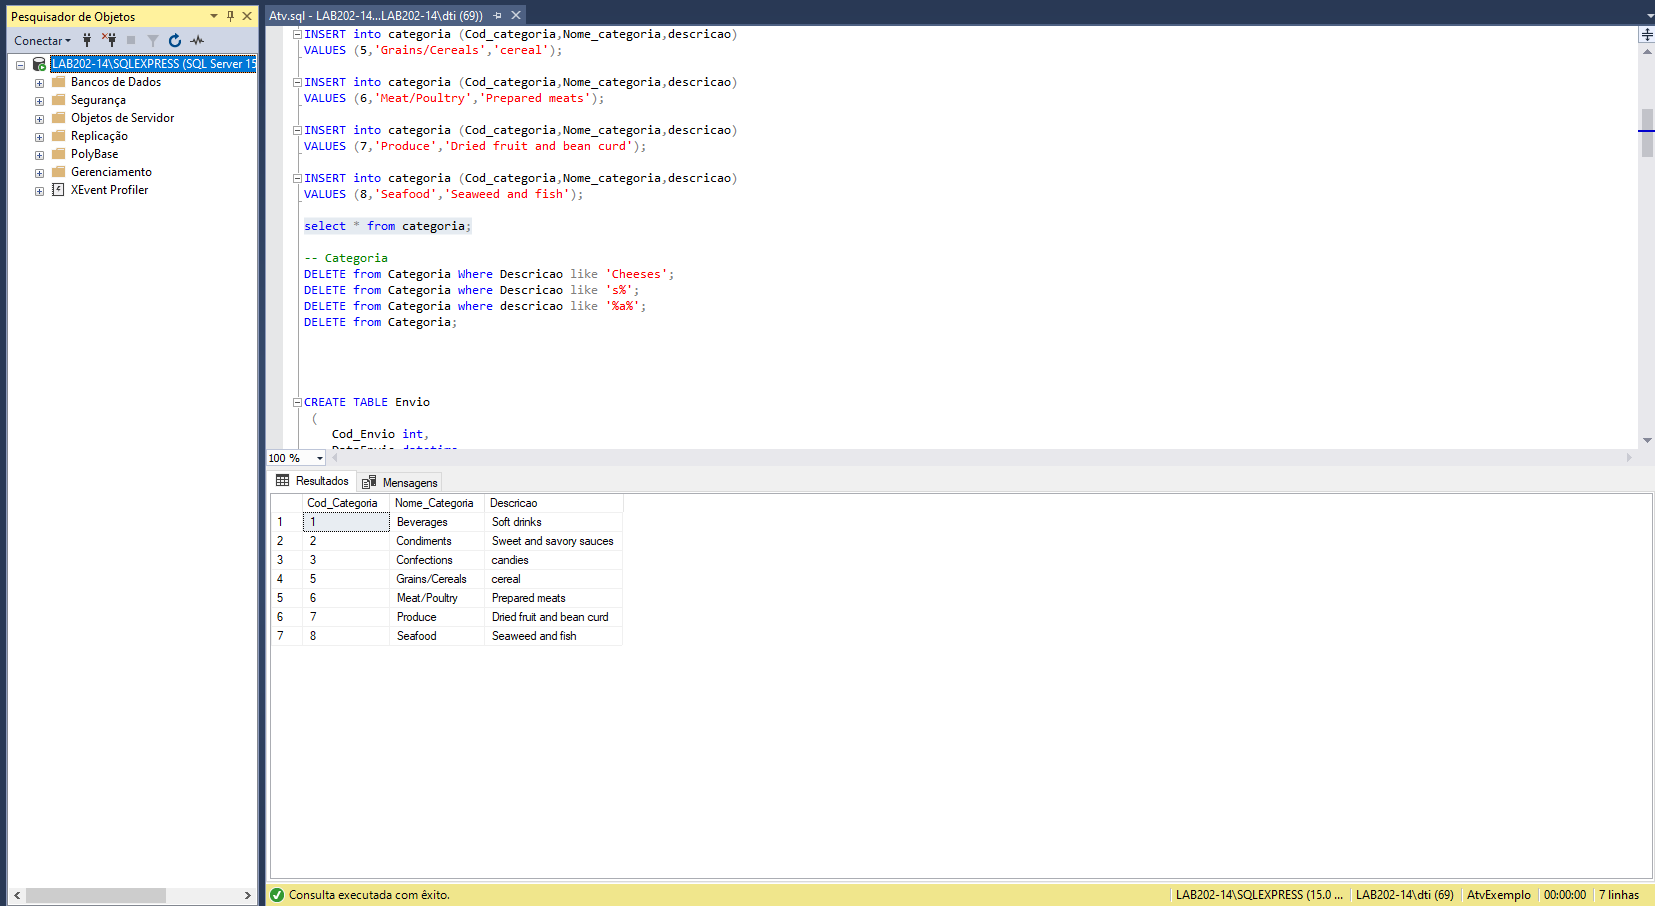 Pesquisador de Objetos
Conectar
LAB202-14\SQLEXPRESS (SQL Server 15
Bancos de Dados
Segurança
Objetos de Servidor
Replicação
PolyBase
Gerenciamento
XEvent Profiler
Atv.sql - LAB202-14...LAB202-14\dti (69))
INSERT into categoria (Cod_categoria,Nome_categoria,descricao)
VALUES (5,'Grains/Cereals','cereal');
INSERT into categoria (Cod_categoria,Nome_categoria,descricao)
VALUES (6,'Meat/Poultry','Prepared meats');
INSERT into categoria (Cod_categoria,Nome_categoria,descricao)
VALUES (7,'Produce','Dried fruit and bean curd');
INSERT into categoria (Cod_categoria,Nome_categoria,descricao)
VALUES (8,'Seafood','Seaweed and fish');
select * from categoria;
-- Categoria
DELETE from Categoria Where Descricao like 'Cheeses';
DELETE from Categoria where Descricao like 's%';
DELETE from Categoria where descricao like '%a%';
DELETE from Categoria;
CREATE TABLE Envio
(
Cod_Envio int,
DataEnvio datetime
100 %
Resultados
Mensagens
Cod_Categoria Nome_Categoria Descricao
1 1 Beverages Soft drinks
2 2 Condiments Sweet and savory sauces
3 3 Confections candies
4 5 Grains/Cereals cereal
5 6 Meat/Poultry Prepared meats
6 7 Produce Dried fruit and bean curd
7 8 Seafood Seaweed and fish
Consulta executada com êxito.
LAB202-14\SQLEXPRESS (15.0 ... LAB202-14\dti (69) AtvExemplo 00:00:00 7 linhas